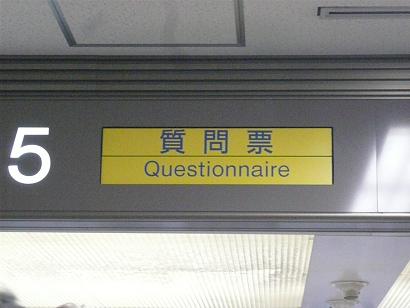 5
質問票
Questionnaire